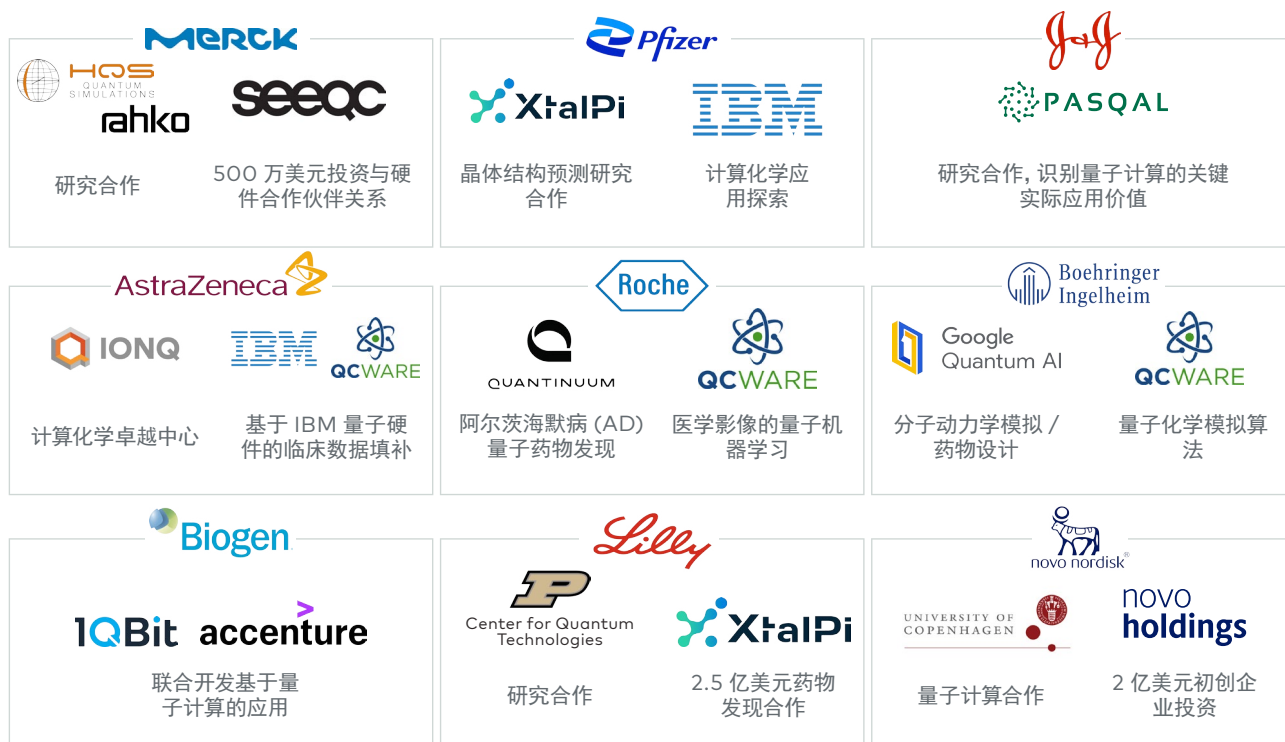 MERCK
HQS
QUANTUM
SIMULATIONS
rahko
seeQC
研究合作
500 万美元投资与硬
件合作伙伴关系
Pfizer
XtalPi
IBM
晶体结构预测研究
合作
计算化学应
用探索
J&J
PASQAL
研究合作, 识别量子计算的关键
实际应用价值
AstraZeneca
IONQ
IBM
QCWARE
计算化学卓越中心
基于 IBM 量子硬
件的临床数据填补
Roche
QUANTINUUM
QCWARE
阿尔茨海默病 (AD)
量子药物发现
医学影像的量子机
器学习
Boehringer
Ingelheim
Google
Quantum AI
QCWARE
分子动力学模拟 /
药物设计
量子化学模拟算
法
Biogen
1QBit
accenture
联合开发基于量
子计算的应用
Lilly
P
Center for Quantum
Technologies
XtalPi
研究合作
2.5 亿美元药物
发现合作
novo nordisk®
UNIVERSITY OF
COPENHAGEN
novo
holdings
量子计算合作
2 亿美元初创企
业投资